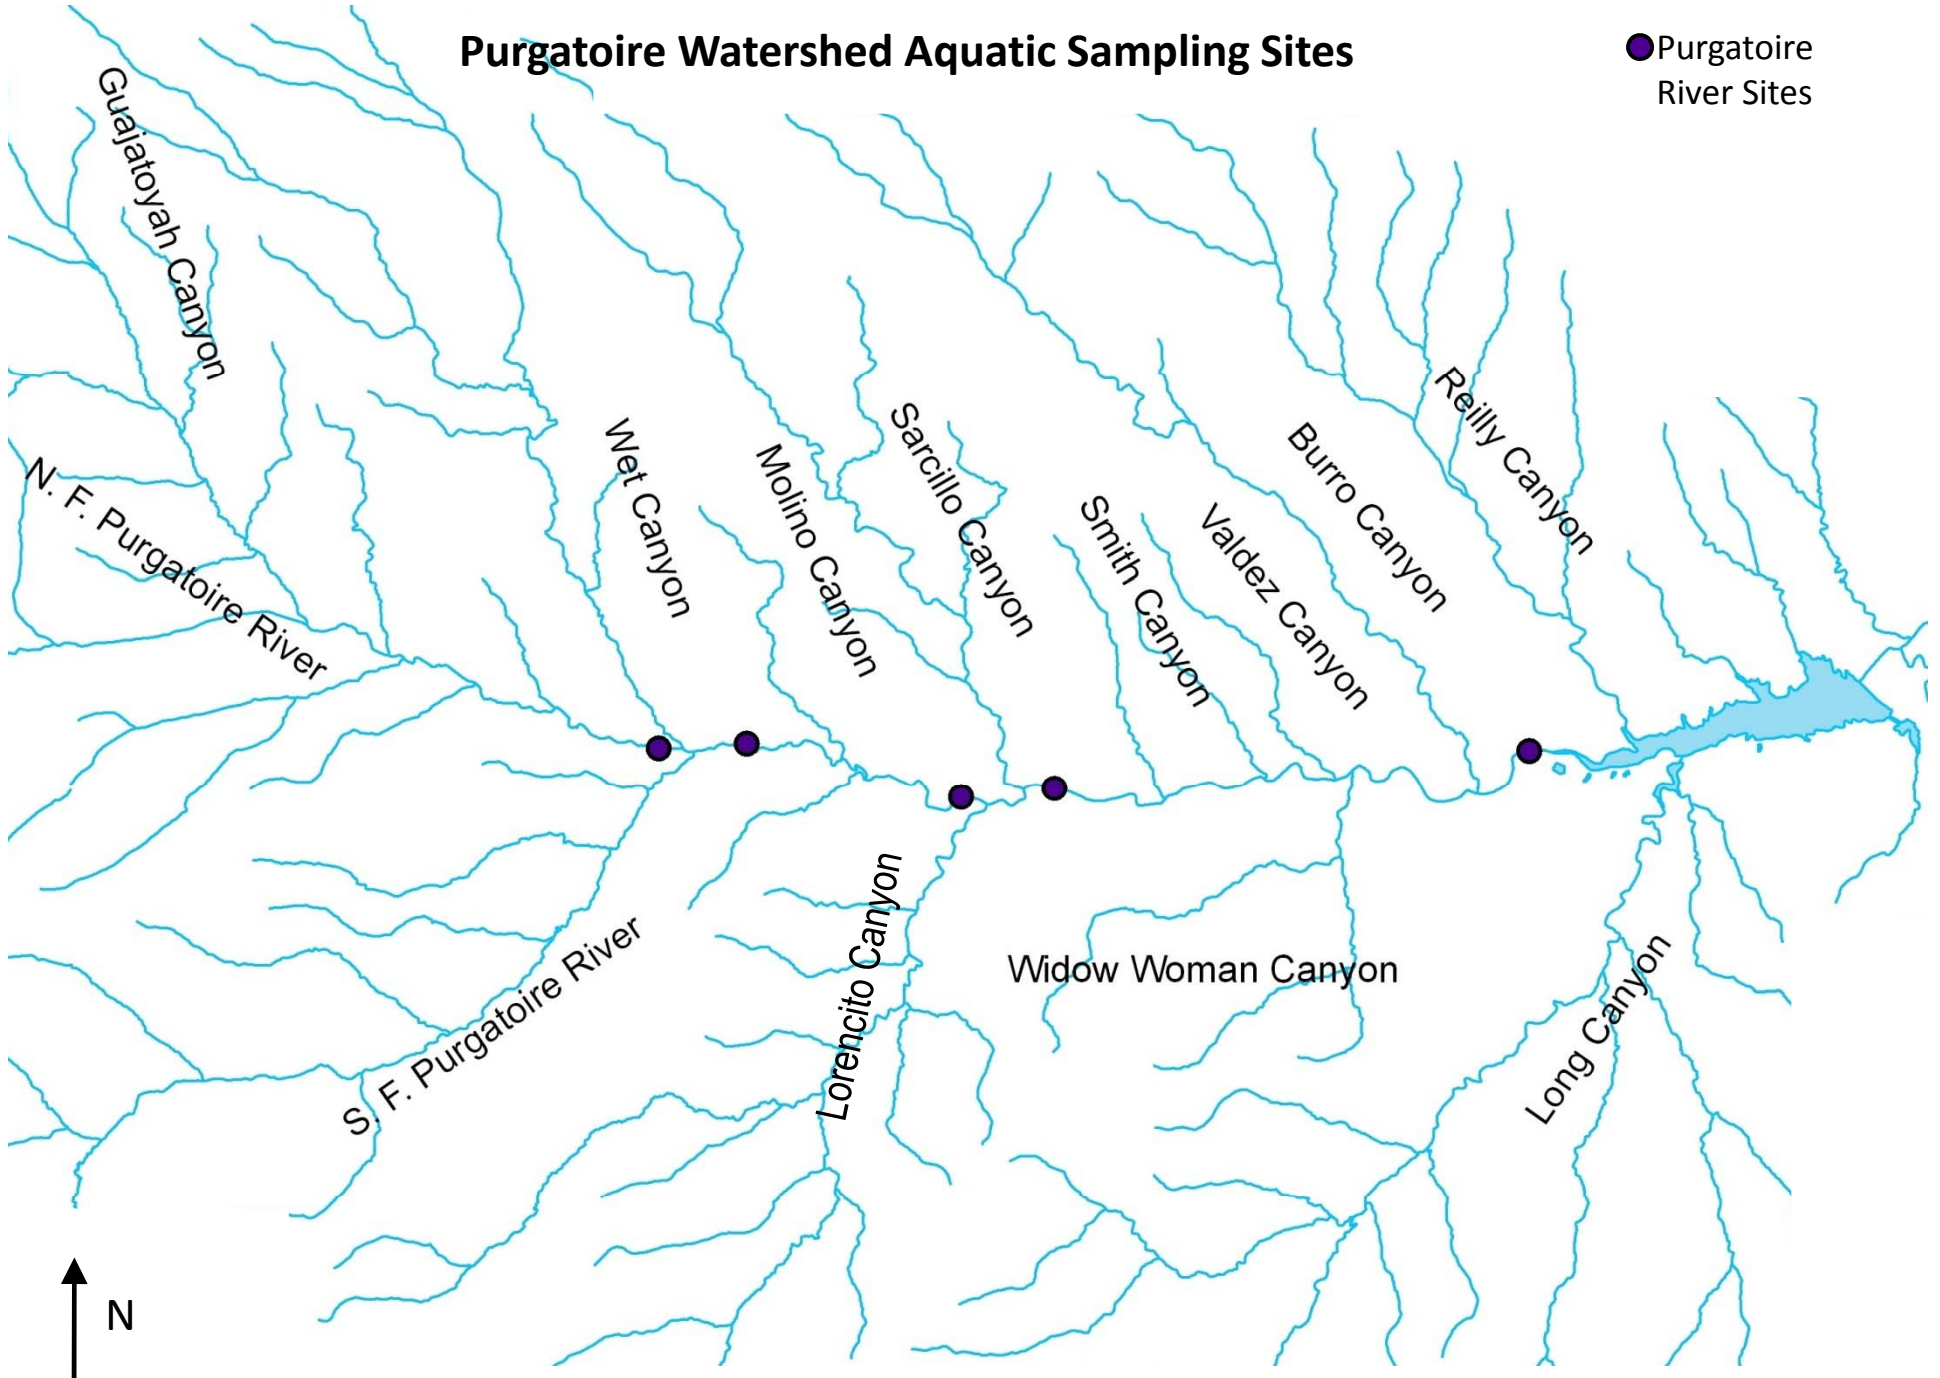 Purgatoire Watershed Aquatic Sampling Sites
Purgatoire
River Sites
Guajatoyah Canyon
N. F. Purgatoire River
Wet Canyon
Molino Canyon
Sarcillo Canyon
Smith Canyon
Valdez Canyon
Burro Canyon
Reilly Canyon
S. F. Purgatoire River
Lorencito Canyon
Widow Woman Canyon
Long Canyon
N